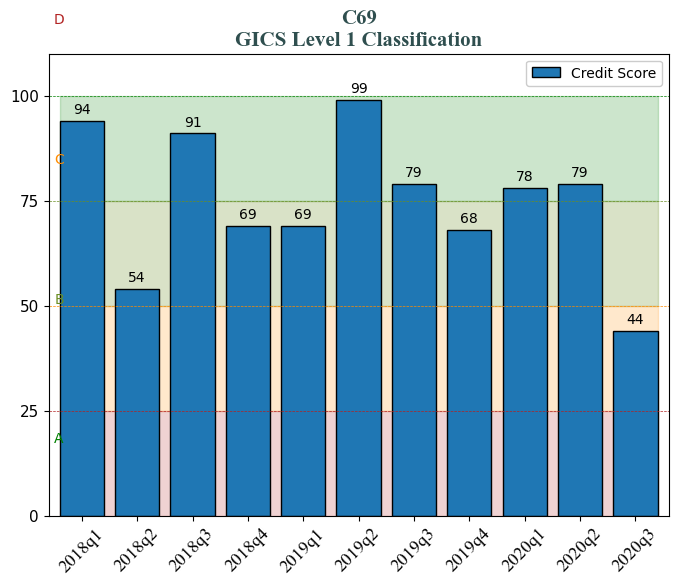 D
C69
GICS Level 1 Classification
Credit Score
100
75
50
25
0
C
B
A
94
54
91
69
69
99
79
68
78
79
44
2018q1
2018q2
2018q3
2018q4
2019q1
2019q2
2019q3
2019q4
2020q1
2020q2
2020q3